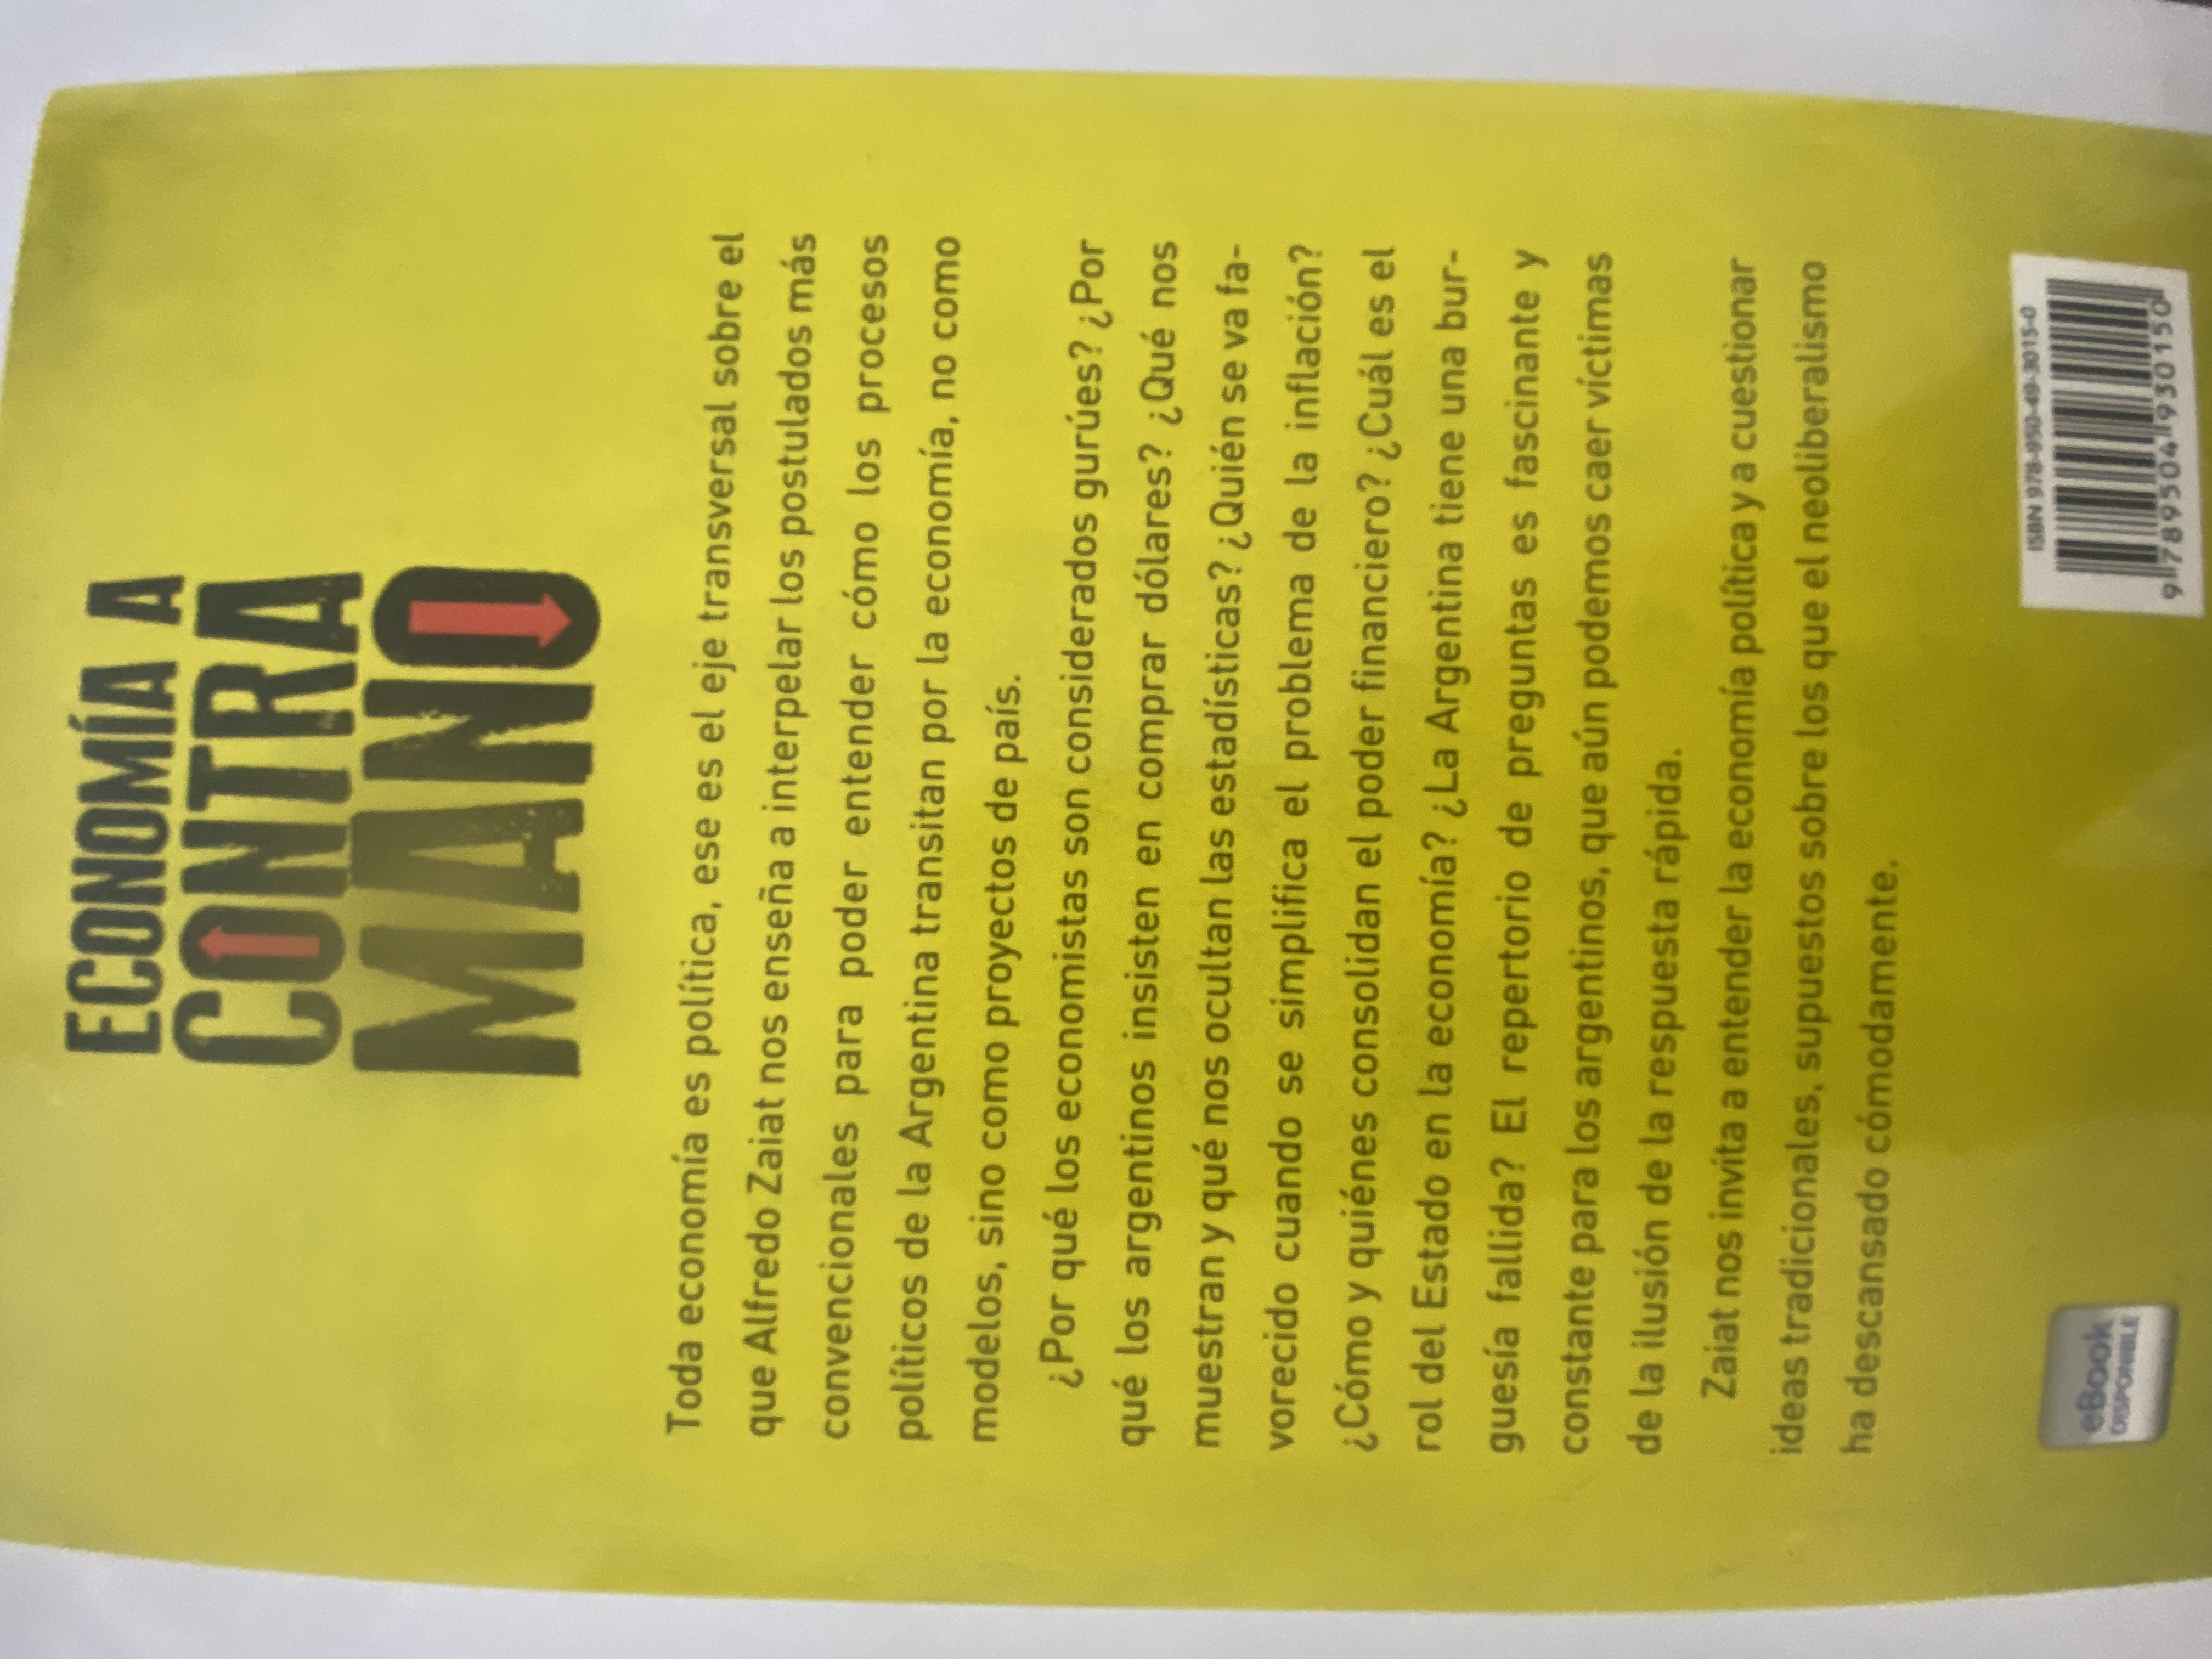 ECONOMÍA A
CONTRA
MANO
Toda economía es política, ese es el eje transversal sobre el
que Alfredo Zaiat nos enseña a interpelar los postulados más
convencionales para poder entender cómo los procesos
políticos de la Argentina transitan por la economía, no como
modelos, sino como proyectos de país.
¿Por qué los economistas son considerados gurúes? ¿Por
qué los argentinos insisten en comprar dólares? ¿Qué nos
muestran y qué nos ocultan las estadísticas? ¿Quién se va fa-
vorecido cuando se simplifica el problema de la inflación?
¿Cómo y quiénes consolidan el poder financiero? ¿Cuál es el
rol del Estado en la economía? ¿La Argentina tiene una bur-
guesía fallida? El repertorio de preguntas es fascinante y
constante para los argentinos, que aún podemos caer víctimas
de la ilusión de la respuesta rápida.
Zaiat nos invita a entender la economía política y a cuestionar
ideas tradicionales, supuestos sobre los que el neoliberalismo
ha descansado cómodamente.
eBook
DISPONIBLE
ISBN 978-950-49-3015-0
9 789504 930150